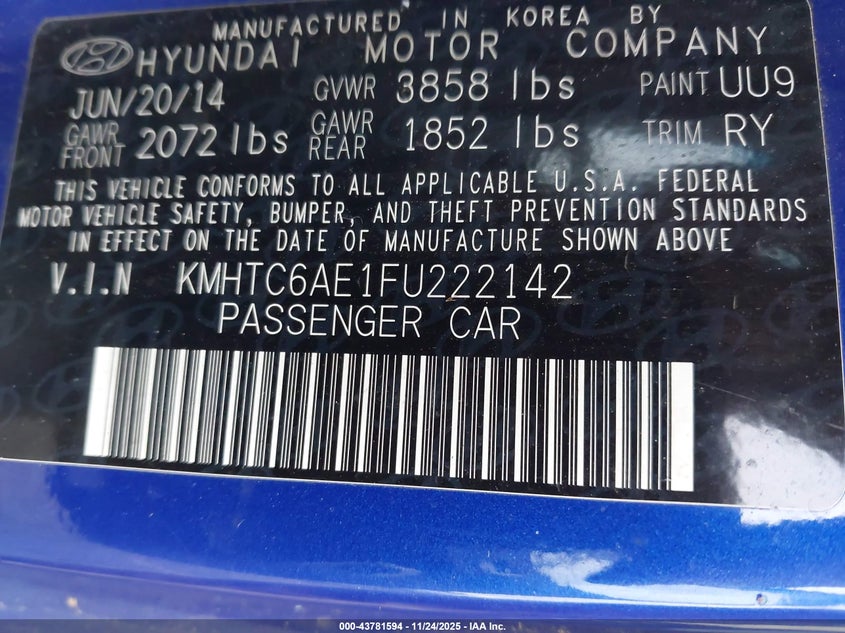 MANUFACTURED IN KOREA BY
HYUNDAI MOTOR COMPANY
JUN/20/14 GVWR 3858 lbs PAINT UU9
GAWR FRONT 2072 lbs GAWR REAR 1852 lbs TRIM RY
THIS VEHICLE CONFORMS TO ALL APPLICABLE U.S.A. FEDERAL
MOTOR VEHICLE SAFETY, BUMPER, AND THEFT PREVENTION STANDARDS
IN EFFECT ON THE DATE OF MANUFACTURE SHOWN ABOVE
V.I.N KMHTC6AE1FU222142
PASSENGER CAR
000-43781594 - 11/24/2025 - IAA Inc.